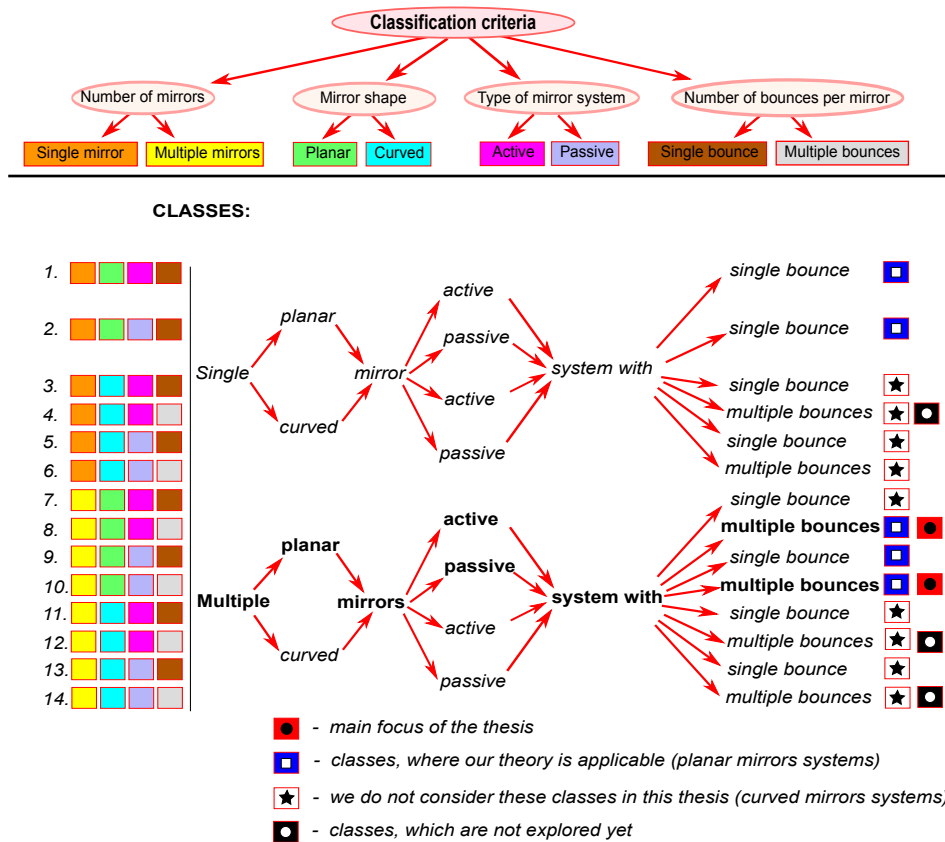 Classification criteria
Number of mirrors
Mirror shape
Type of mirror system
Number of bounces per mirror
Single mirror
Multiple mirrors
Planar
Curved
Active
Passive
Single bounce
Multiple bounces
CLASSES:
1.
2.
3.
4.
5.
6.
7.
8.
9.
10.
11.
12.
13.
14.
Single
planar
curved
mirror
active
passive
active
passive
system with
single bounce
single bounce
single bounce
multiple bounces
single bounce
multiple bounces
Multiple
planar
curved
mirrors
active
passive
active
passive
system with
single bounce
multiple bounces
single bounce
multiple bounces
single bounce
multiple bounces
single bounce
multiple bounces
- main focus of the thesis
- classes, where our theory is applicable (planar mirrors systems)
- we do not consider these classes in this thesis (curved mirrors systems)
- classes, which are not explored yet